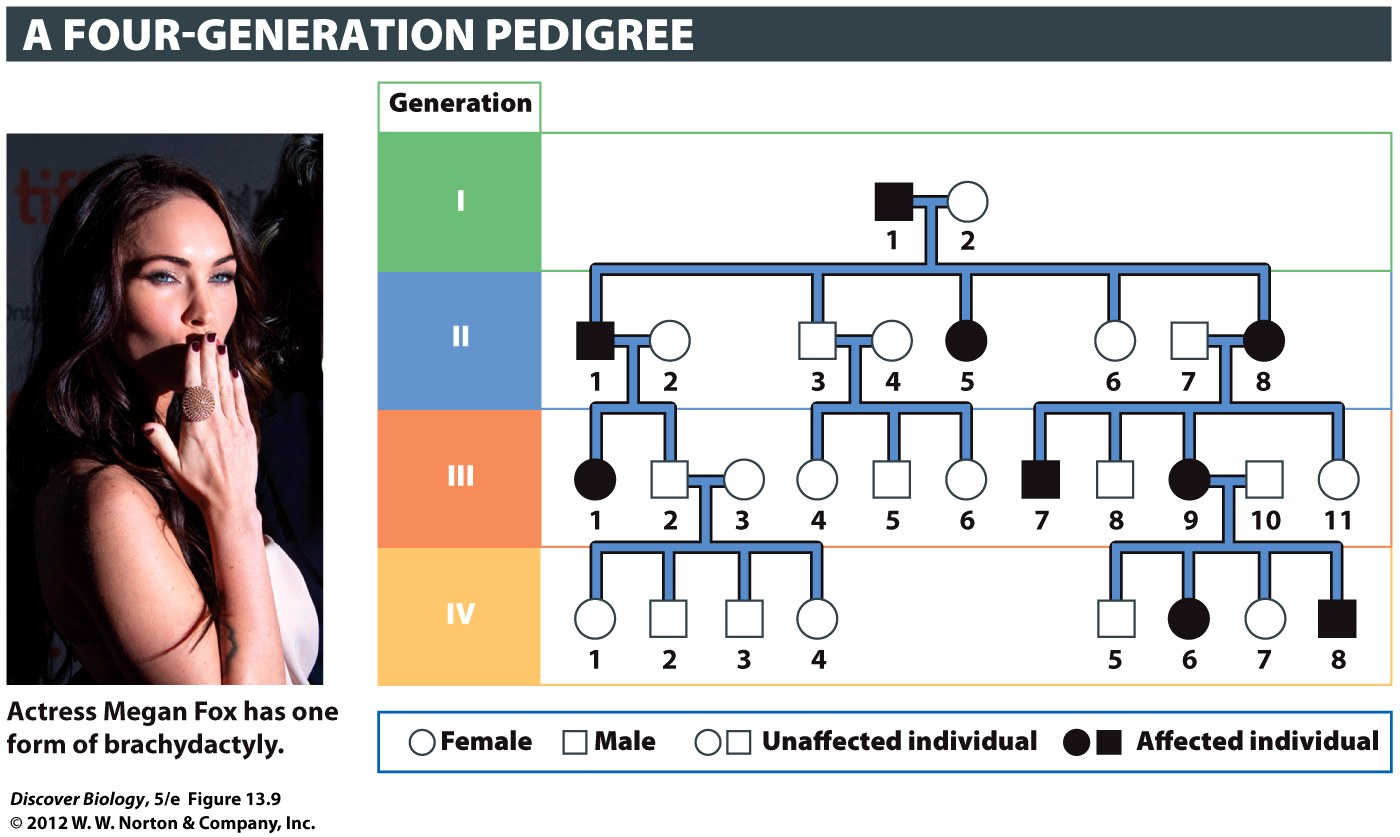 A FOUR-GENERATION PEDIGREE
Generation
I
1 2
II
1 2 3 4 5 6 7 8
III
1 2 3 4 5 6 7 8 9 10 11
IV
1 2 3 4 5 6 7 8
Female Male Unaffected individual Affected individual
tiff
Actress Megan Fox has one
form of brachydactyly.
Discover Biology, 5/e Figure 13.9
© 2012 W. W. Norton & Company, Inc.